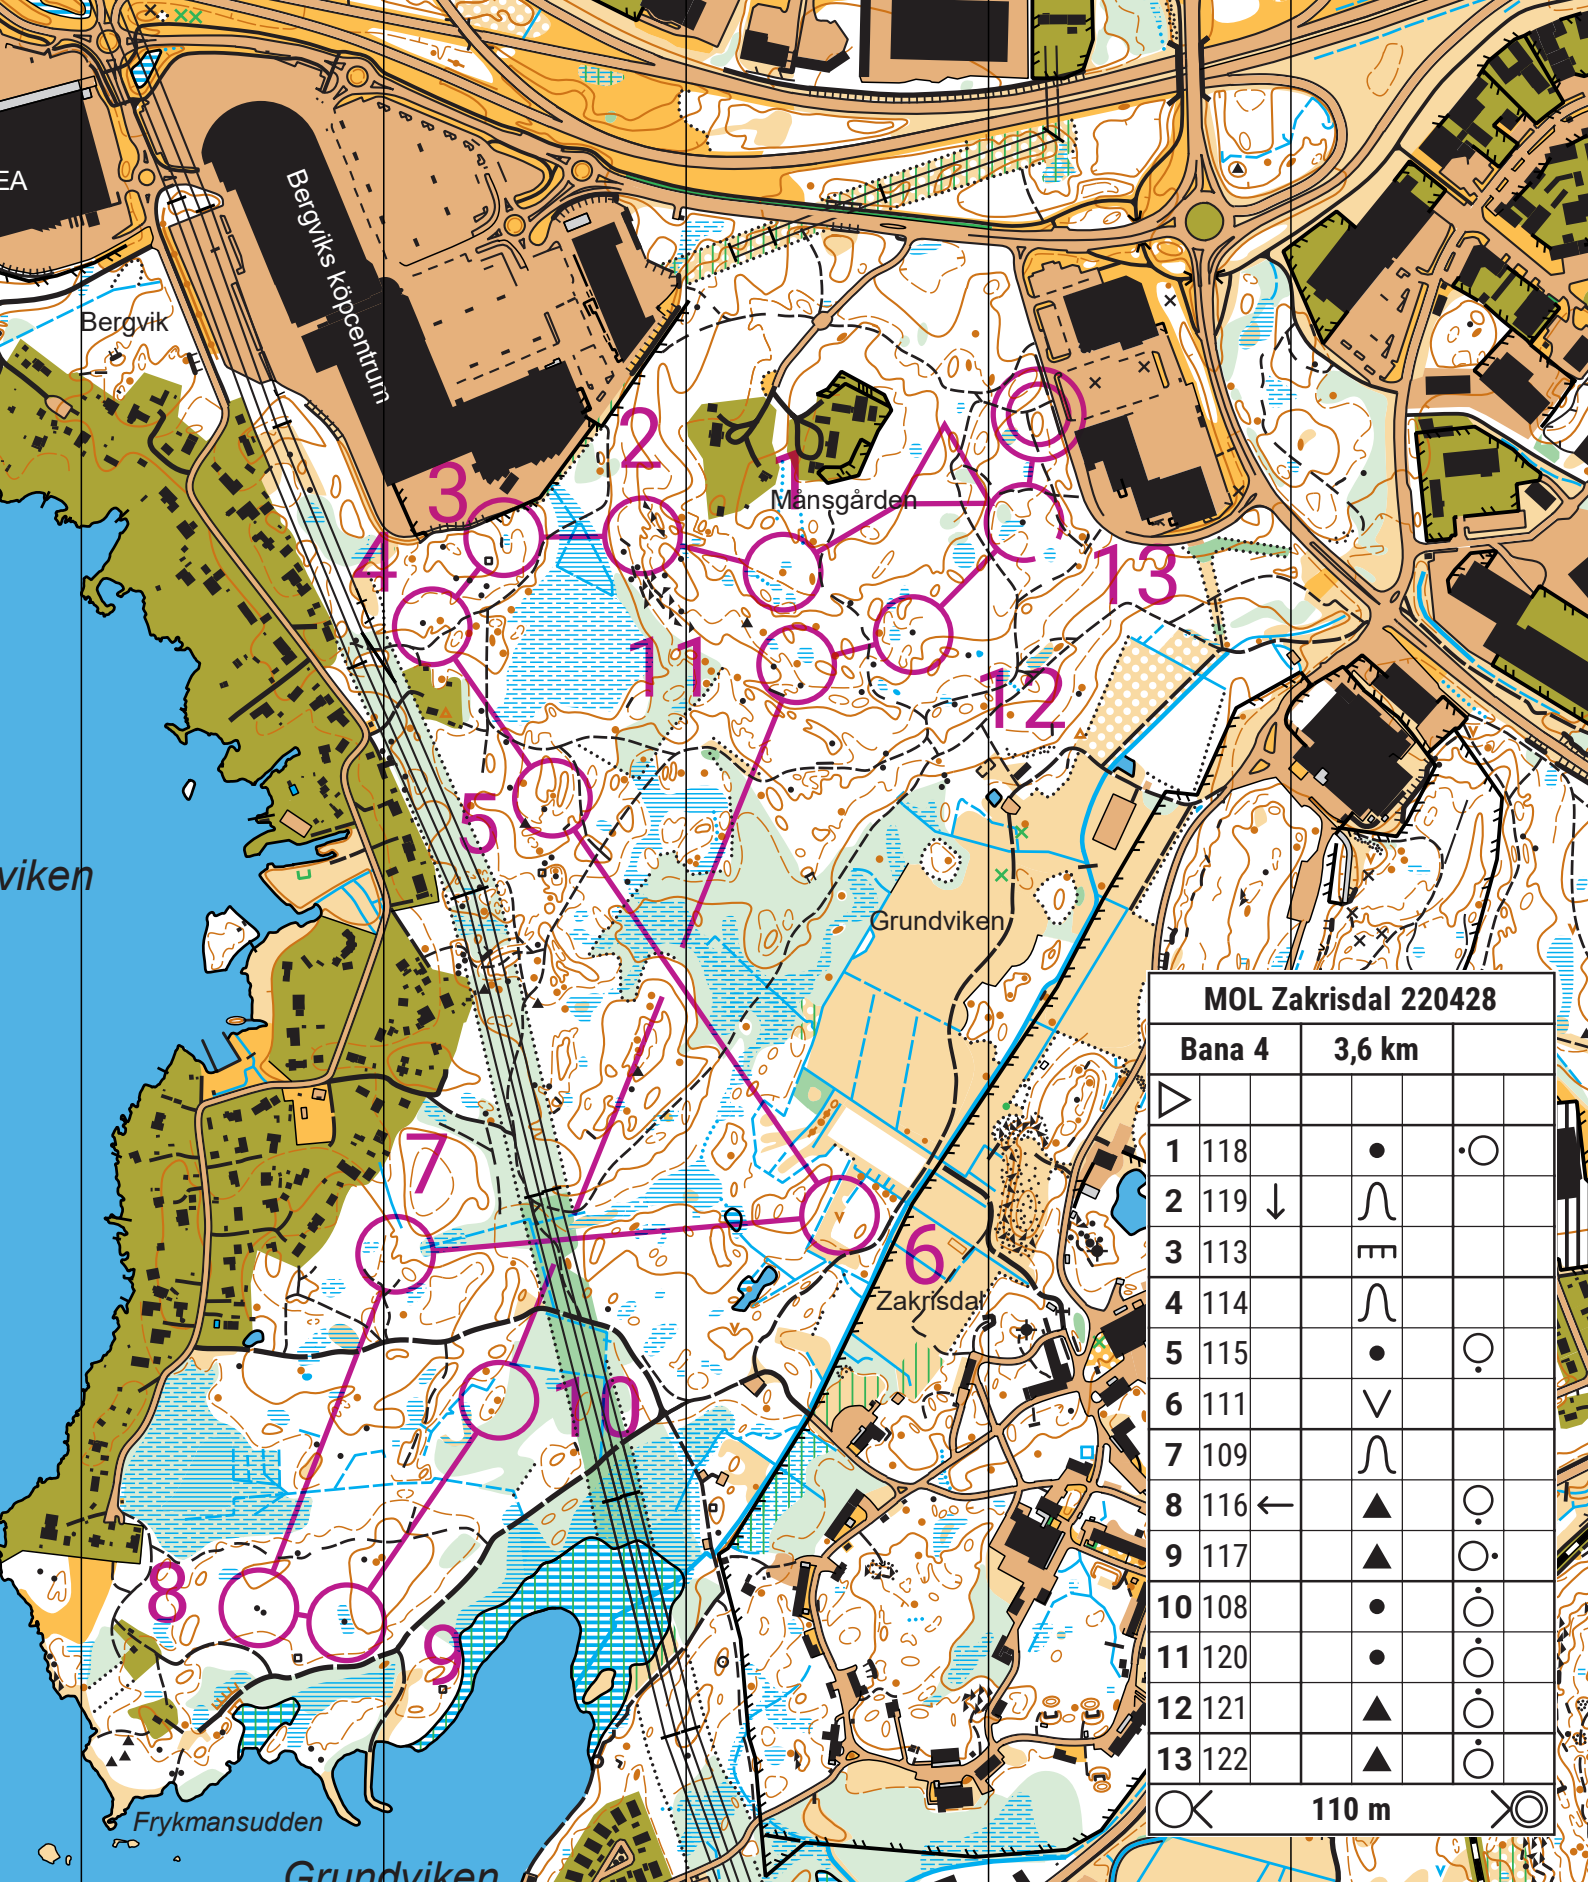 EA
Bergviks köpcentrum
Bergvik
2
1
3
Månsgården
4
13
11
12
5
viken
Grundviken
7
6
Zakrisdal
10
8
9
Frykmansudden
Grundviken
MOL Zakrisdal 220428
Bana 4 3,6 km
1 118
2 119
3 113
4 114
5 115
6 111
7 109
8 116
9 117
10 108
11 120
12 121
13 122
110 m